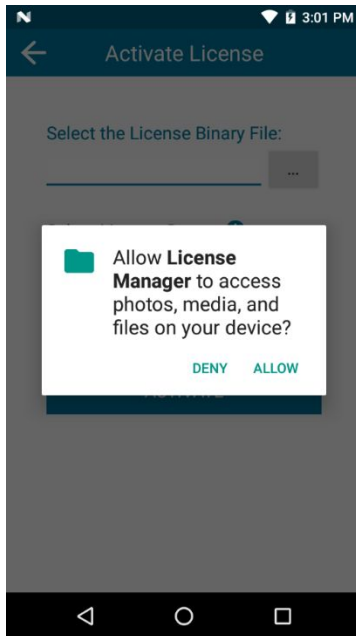 3:01 PM
Activate License
Select the License Binary File:
...
Allow License
Manager to access
photos, media, and
files on your device?
DENY ALLOW